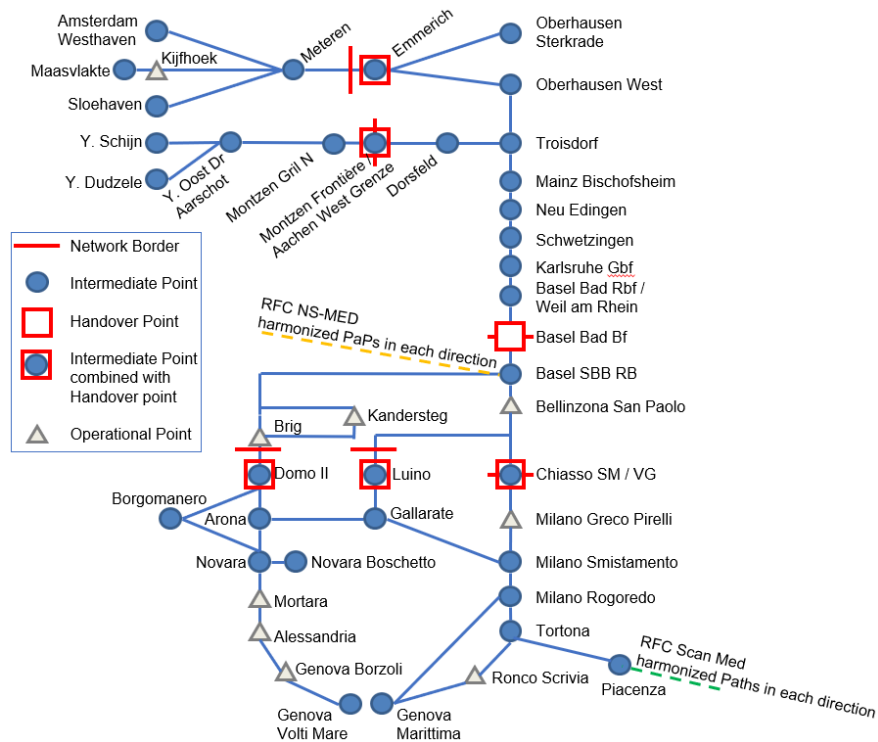 Amsterdam
Westhaven
Kijfhoek
Maasvlakte
Sloehaven
Meteren
Emmerich
Oberhausen
Sterkrade
Oberhausen West
Y. Schijn
Y. Dudzele
Y. Oost Dr
Aarschot
Montzen Gril N
Montzen Frontière /
Aachen West Grenze
Dorsfeld
Troisdorf
Mainz Bischofsheim
Neu Edingen
Schwetzingen
Karlsruhe Gbf
Basel Bad Rbf /
Weil am Rhein
Basel Bad Bf
Basel SBB RB
Bellinzona San Paolo
Network Border
Intermediate Point
Handover Point
Intermediate Point
combined with
Handover point
Operational Point
RFC NS-MED
harmonized PaPs in each direction
Kandersteg
Brig
Domo II
Luino
Chiasso SM / VG
Borgomanero
Arona
Gallarate
Milano Greco Pirelli
Novara
Novara Boschetto
Milano Smistamento
Mortara
Milano Rogoredo
Alessandria
Tortona
Genova Borzoli
Ronco Scrivia
RFC Scan Med
harmonized Paths in each direction
Piacenza
Genova
Volti Mare
Genova
Marittima